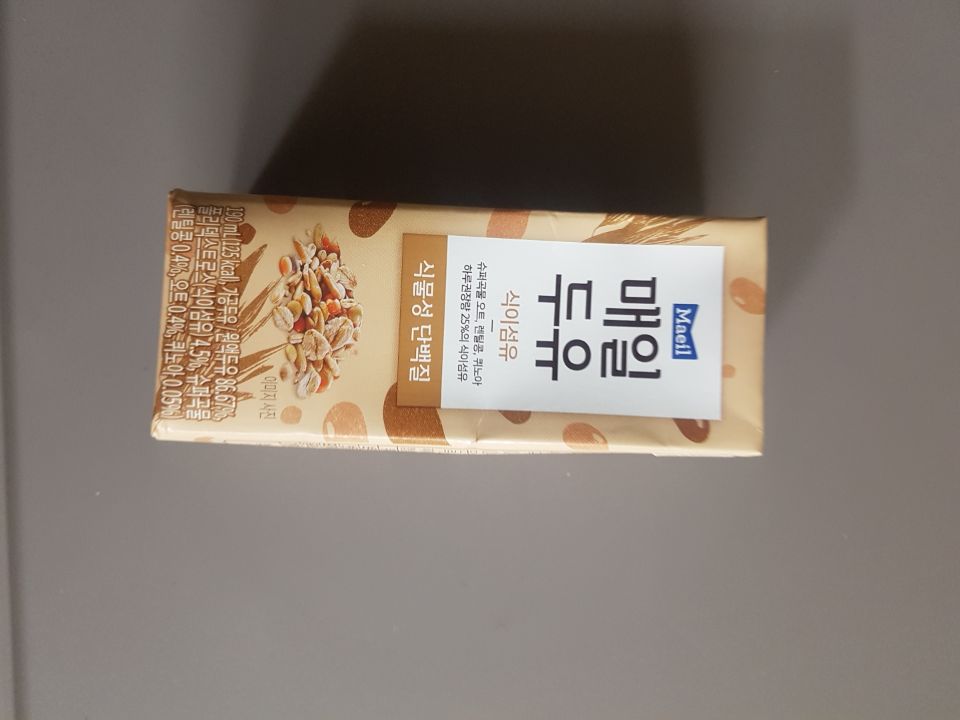 Maeil
매일
두유
식이섬유
슈퍼곡물 오트, 렌틸콩, 퀴노아
하루권장량 25%의 식이섬유
식물성 단백질
이미지 사진
190 mL (125 kcal), 가공두유 / 원액두유 86.67%
폴리덱스트로스(식이섬유 4.5%, 슈퍼곡물
(렌틸콩 0.4%, 오트 0.4%, 퀴노아 0.05%)